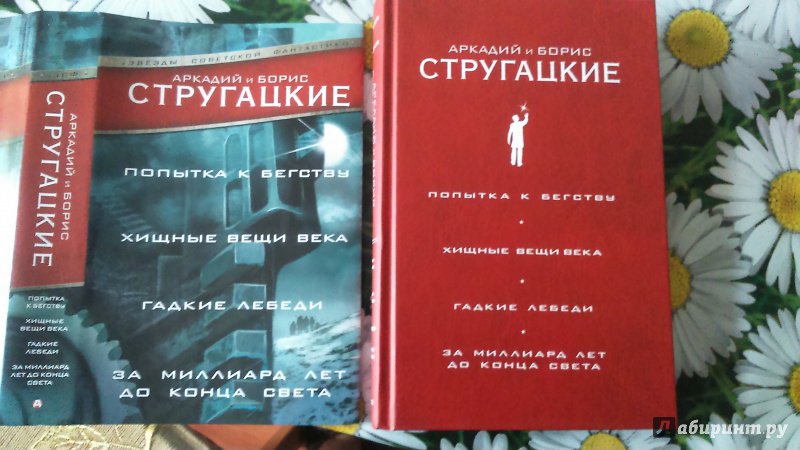 ЗСФ
АРКАДИЙ И БОРИС
СТРУГАЦКИЕ
ПОПЫТКА
К БЕГСТВУ
ХИЩНЫЕ
ВЕЩИ ВЕКА
ГАДКИЕ
ЛЕБЕДИ
ЗА МИЛЛИАРД
ЛЕТ ДО КОНЦА
СВЕТА
ЗВЕЗДЫ СОВЕТСКОЙ ФАНТАСТИКИ
АРКАДИЙ И БОРИС
СТРУГАЦКИЕ
ПОПЫТКА К БЕГСТВУ
ХИЩНЫЕ ВЕЩИ ВЕКА
ГАДКИЕ ЛЕБЕДИ
ЗА МИЛЛИАРД ЛЕТ
ДО КОНЦА СВЕТА
АРКАДИЙ И БОРИС
СТРУГАЦКИЕ
ПОПЫТКА К БЕГСТВУ
ХИЩНЫЕ ВЕЩИ ВЕКА
ГАДКИЕ ЛЕБЕДИ
ЗА МИЛЛИАРД ЛЕТ
ДО КОНЦА СВЕТА
Лабиринт.ру